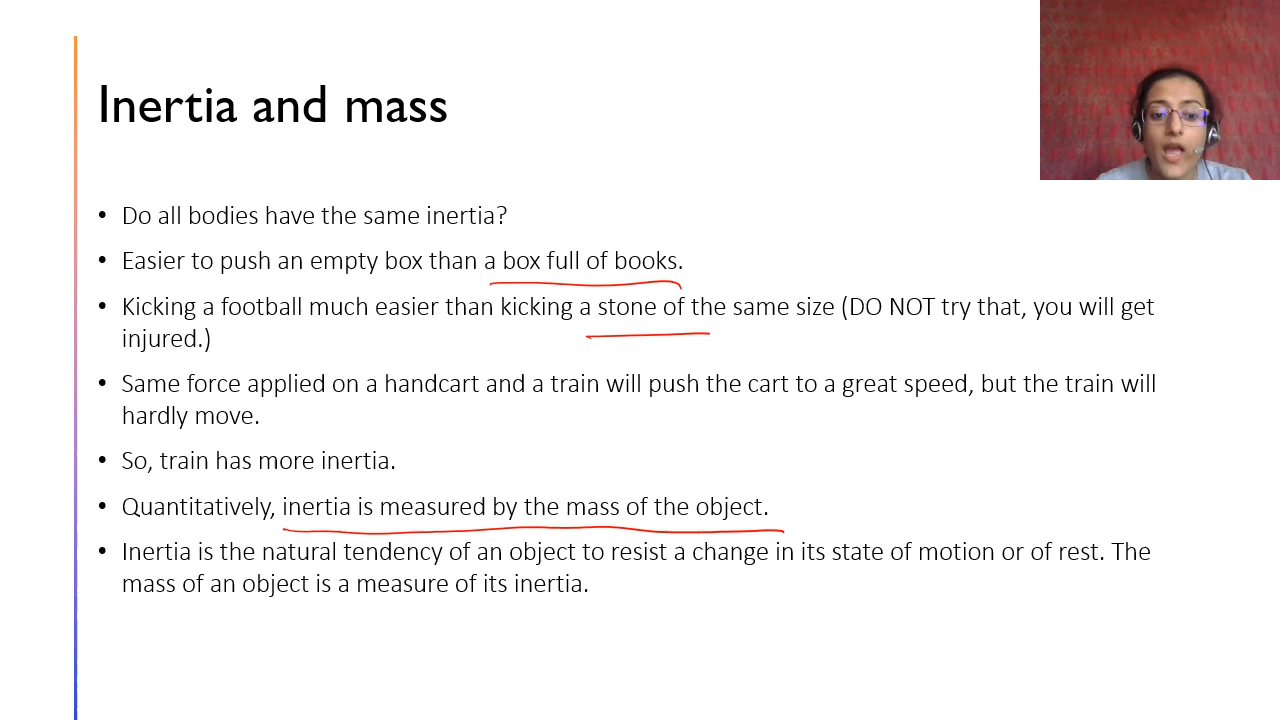 Inertia and mass
• Do all bodies have the same inertia?
• Easier to push an empty box than a box full of books.
• Kicking a football much easier than kicking a stone of the same size (DO NOT try that, you will get
injured.)
• Same force applied on a handcart and a train will push the cart to a great speed, but the train will
hardly move.
• So, train has more inertia.
• Quantitatively, inertia is measured by the mass of the object.
• Inertia is the natural tendency of an object to resist a change in its state of motion or of rest. The
mass of an object is a measure of its inertia.